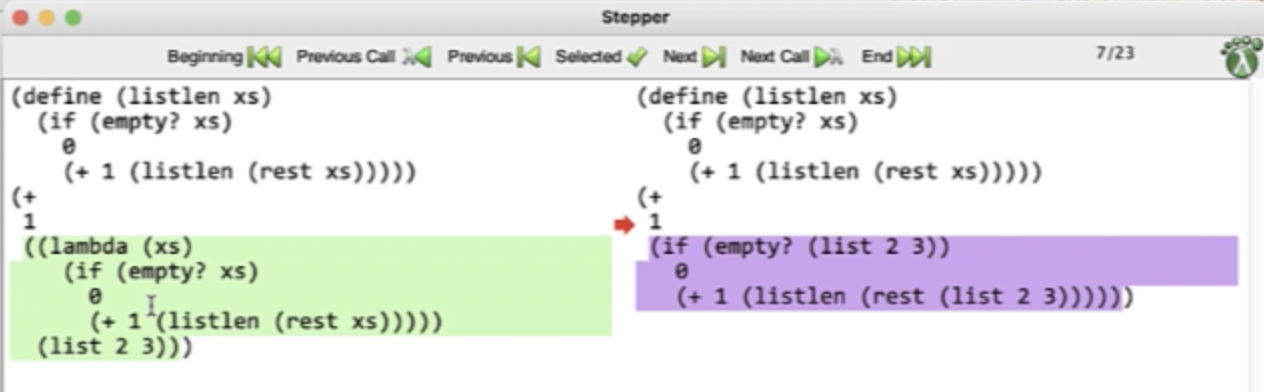 Stepper
Beginning Previous Call Previous Selected Next Next Call End 7/23
(define (listlen xs)
(if (empty? xs)
0
(+ 1 (listlen (rest xs)))))
(+
1
((lambda (xs)
(if (empty? xs)
0
(+ 1 (listlen (rest xs)))))
(list 2 3)))
(define (listlen xs)
(if (empty? xs)
0
(+ 1 (listlen (rest xs)))))
(+
1
(if (empty? (list 2 3))
0
(+ 1 (listlen (rest (list 2 3))))))